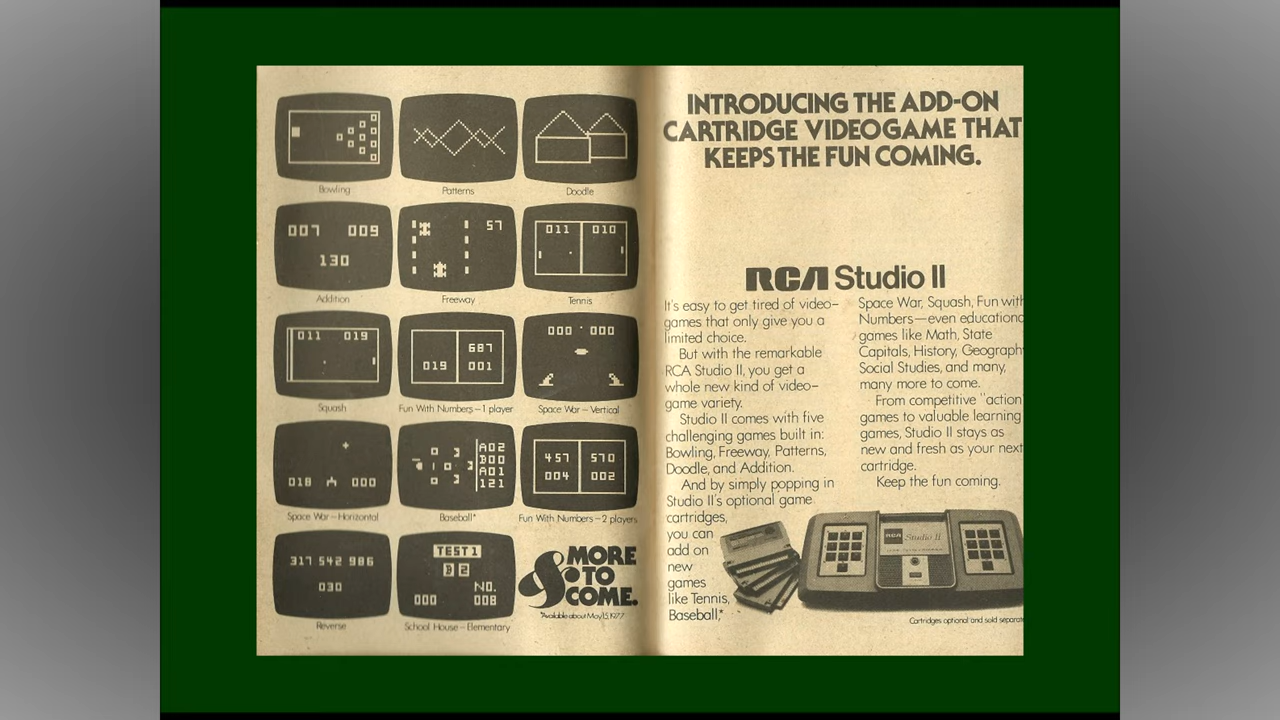 Bowling
Patterns
Doodle
007 009
130
57
011 010
Addition
Freeway
Tennis
011 019
687
019 001
000 000
Squash
Fun With Numbers—1 player
Space War—Vertical
018 000
A02
B00
A01
121
457 570
004 002
Space War—Horizontal
Baseball*
Fun With Numbers—2 players
317 542 986
030
TEST 1
B 2
NO.
000 008
Reverse
School House—Elementary
& MORE
TO
COME.
*Available about May 15, 1977
INTRODUCING THE ADD-ON
CARTRIDGE VIDEOGAME THAT
KEEPS THE FUN COMING.
RCA Studio II
It's easy to get tired of video-
games that only give you a
limited choice.
But with the remarkable
RCA Studio II, you get a
whole new kind of video-
game variety.
Studio II comes with five
challenging games built in:
Bowling, Freeway, Patterns,
Doodle, and Addition.
And by simply popping in
Studio II's optional game
cartridges,
you can
add on
new
games
like Tennis,
Baseball,*
Space War, Squash, Fun with
Numbers—even educationa
games like Math, State
Capitals, History, Geography
Social Studies, and many,
many more to come.
From competitive "action"
games to valuable learning
games, Studio II stays as
new and fresh as your next
cartridge.
Keep the fun coming.
RCA Studio II
Cartridges optional and sold separate